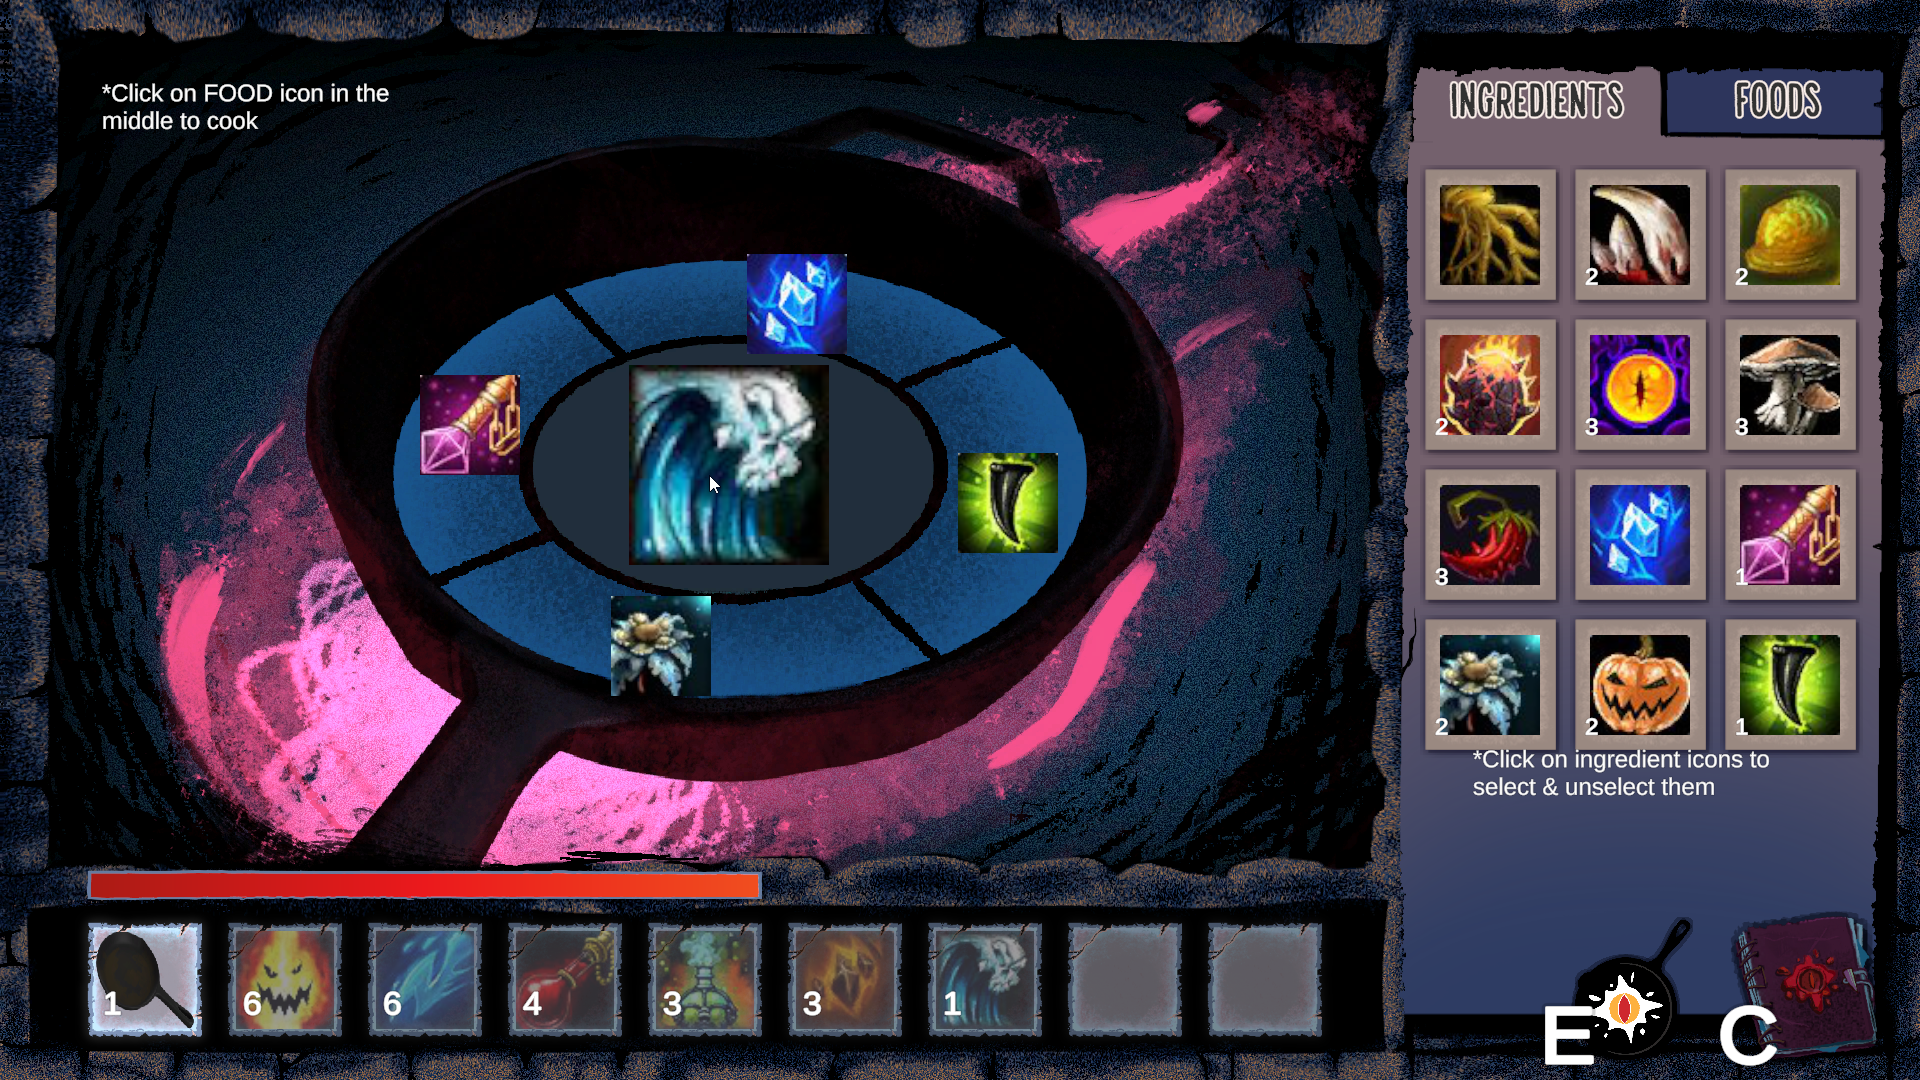 *Click on FOOD icon in the
middle to cook
INGREDIENTS
FOODS
2
2
2
3
3
3
1
2
2
1
*Click on ingredient icons to
select & unselect them
1
6
6
4
3
3
1
E
C